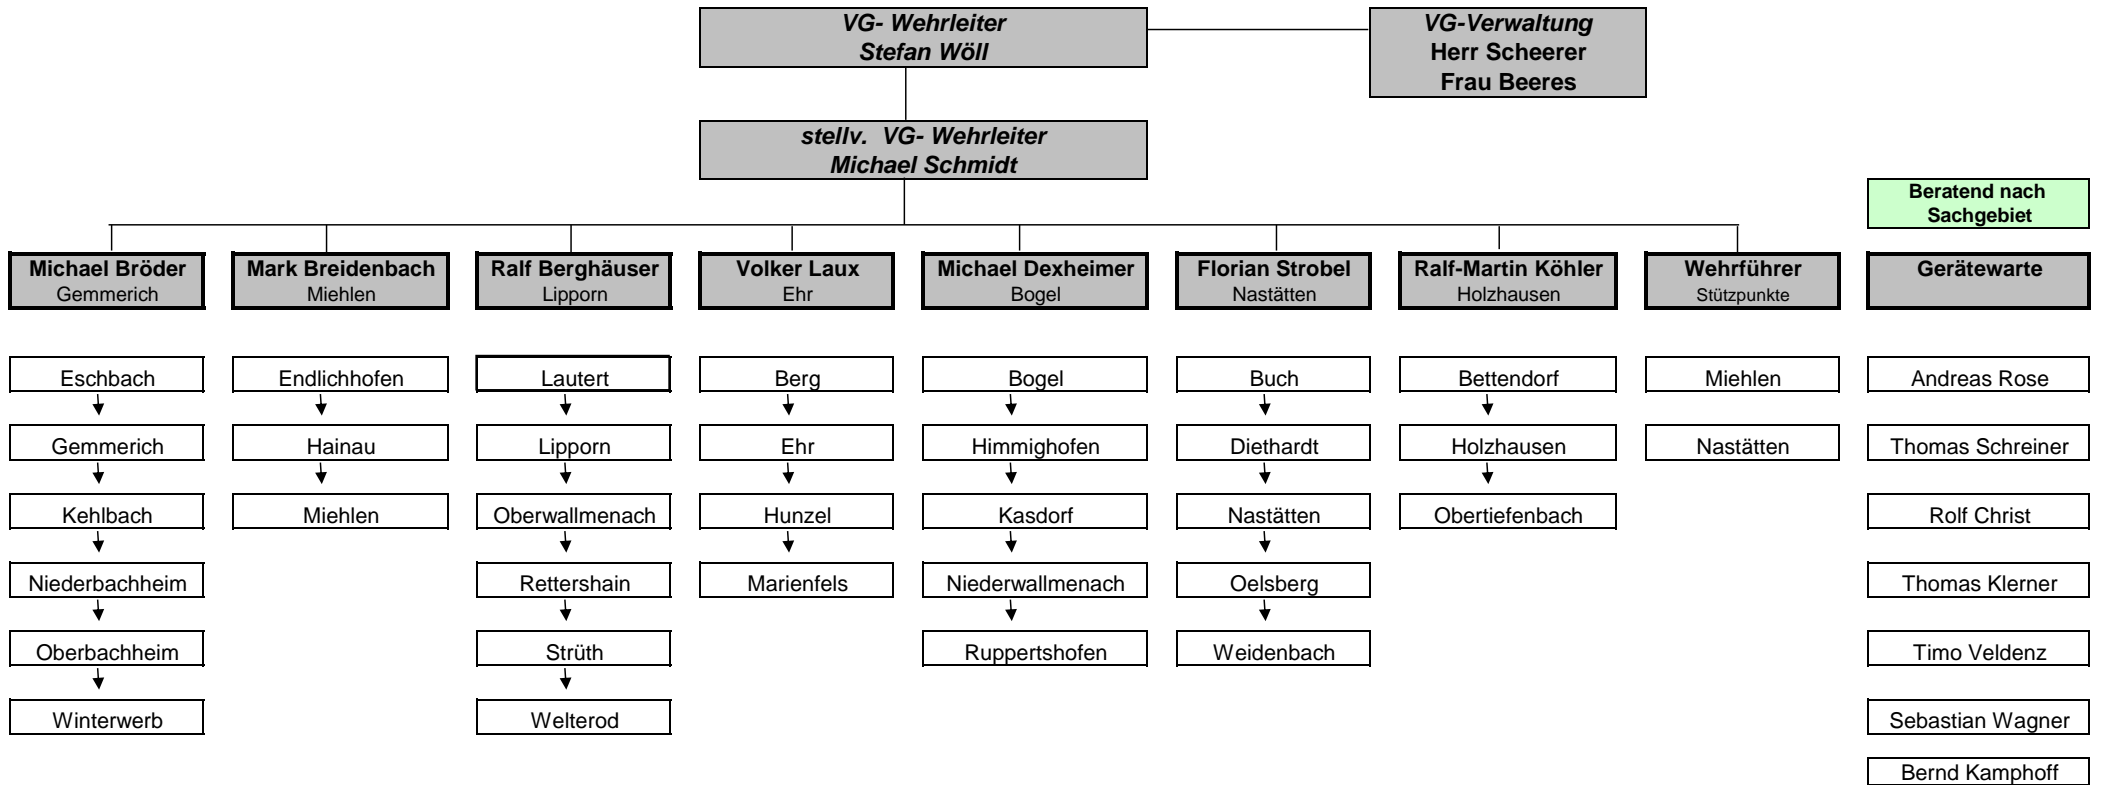 VG- Wehrleiter
Stefan Wöll
VG-Verwaltung
Herr Scheerer
Frau Beeres
stellv. VG- Wehrleiter
Michael Schmidt
Beratend nach
Sachgebiet
Michael Bröder
Gemmerich
Mark Breidenbach
Miehlen
Ralf Berghäuser
Lipporn
Volker Laux
Ehr
Michael Dexheimer
Bogel
Florian Strobel
Nastätten
Ralf-Martin Köhler
Holzhausen
Wehrführer
Stützpunkte
Gerätewarte
Eschbach
Gemmerich
Kehlbach
Niederbachheim
Oberbachheim
Winterwerb
Endlichhofen
Hainau
Miehlen
Lautert
Lipporn
Oberwallmenach
Rettershain
Strüth
Welterod
Berg
Ehr
Hunzel
Marienfels
Bogel
Himmighofen
Kasdorf
Niederwallmenach
Ruppertshofen
Buch
Diethardt
Nastätten
Oelsberg
Weidenbach
Bettendorf
Holzhausen
Obertiefenbach
Miehlen
Nastätten
Andreas Rose
Thomas Schreiner
Rolf Christ
Thomas Klerner
Timo Veldenz
Sebastian Wagner
Bernd Kamphoff